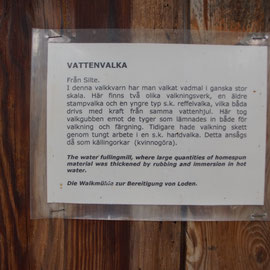 VATTENVALKA
Från Silte.
I denna valkkvarn har man valkat vadmal i ganska stor
skala. Här finns två olika valkningsverk, en äldre
stampvalka och en yngre typ s.k. reffelvalka, vilka båda
drivs med kraft från samma vattenhjul. Här tog
valkgubben emot de tyger som lämnades in både för
valkning och färgning. Tidigare hade valkning skett
genom tungt arbete i en s.k. harfdvalka. Detta ansågs
då som källingorkar (kvinnogöra).
The water fullingmill, where large quantities of homespun
material was thickened by rubbing and immersion in hot
water.
Die Walkmühle zur Bereitigung von Loden.